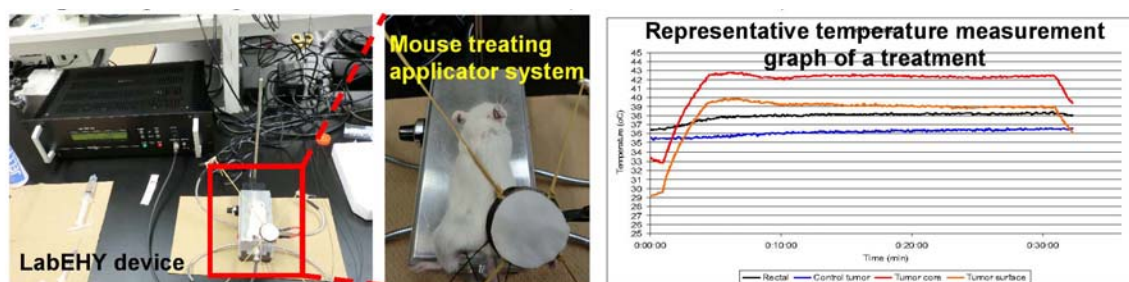 LabEHY device
Mouse treating
applicator system
Representative temperature measurement
graph of a treatment
Temperature (oC)
45
44
43
42
41
40
39
38
37
36
35
34
33
32
31
30
29
28
27
26
25
0:00:00
0:10:00
0:20:00
0:30:00
Time (min)
Rectal
Control tumor
Tumor core
Tumor surface